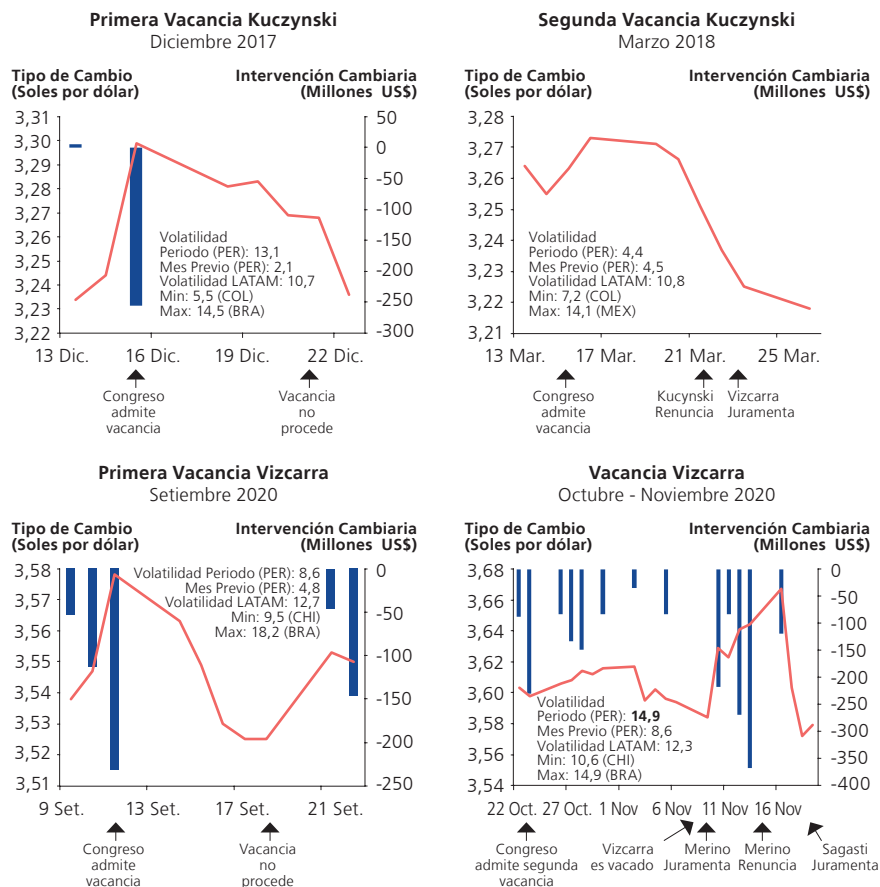 Primera Vacancia Kuczynski
Diciembre 2017
Tipo de Cambio
(Soles por dólar)
Intervención Cambiaria
(Millones US$)
3,31
3,30
3,29
3,28
3,27
3,26
3,25
3,24
3,23
3,22
50
0
-50
-100
-150
-200
-250
-300
Volatilidad
Periodo (PER): 13,1
Mes Previo (PER): 2,1
Volatilidad LATAM: 10,7
Min: 5,5 (COL)
Max: 14,5 (BRA)
13 Dic. 16 Dic. 19 Dic. 22 Dic.
Congreso
admite
vacancia
Vacancia
no
procede
Segunda Vacancia Kuczynski
Marzo 2018
Tipo de Cambio
(Soles por dólar)
Intervención Cambiaria
(Millones US$)
3,28
3,27
3,26
3,25
3,24
3,23
3,22
3,21
Volatilidad
Periodo (PER): 4,4
Mes Previo (PER): 4,5
Volatilidad LATAM: 10,8
Min: 7,2 (COL)
Max: 14,1 (MEX)
13 Mar. 17 Mar. 21 Mar. 25 Mar.
Congreso
admite
vacancia
Kucynski
Renuncia
Vizcarra
Juramenta
Primera Vacancia Vizcarra
Setiembre 2020
Tipo de Cambio
(Soles por dólar)
Intervención Cambiaria
(Millones US$)
3,58
3,57
3,56
3,55
3,54
3,53
3,52
3,51
0
-50
-100
-150
-200
-250
Volatilidad Periodo (PER): 8,6
Mes Previo (PER): 4,8
Volatilidad LATAM: 12,7
Min: 9,5 (CHI)
Max: 18,2 (BRA)
9 Set. 13 Set. 17 Set. 21 Set.
Congreso
admite
vacancia
Vacancia
no
procede
Vacancia Vizcarra
Octubre - Noviembre 2020
Tipo de Cambio
(Soles por dólar)
Intervención Cambiaria
(Millones US$)
3,68
3,66
3,64
3,62
3,60
3,58
3,56
3,54
0
-50
-100
-150
-200
-250
-300
-350
-400
Volatilidad
Periodo (PER): 14,9
Mes Previo (PER): 8,6
Volatilidad LATAM: 12,3
Min: 10,6 (CHI)
Max: 14,9 (BRA)
22 Oct. 27 Oct. 1 Nov 6 Nov 11 Nov 16 Nov
Congreso
admite segunda
vacancia
Vizcarra
es vacado
Merino
Juramenta
Merino
Renuncia
Sagasti
Juramenta